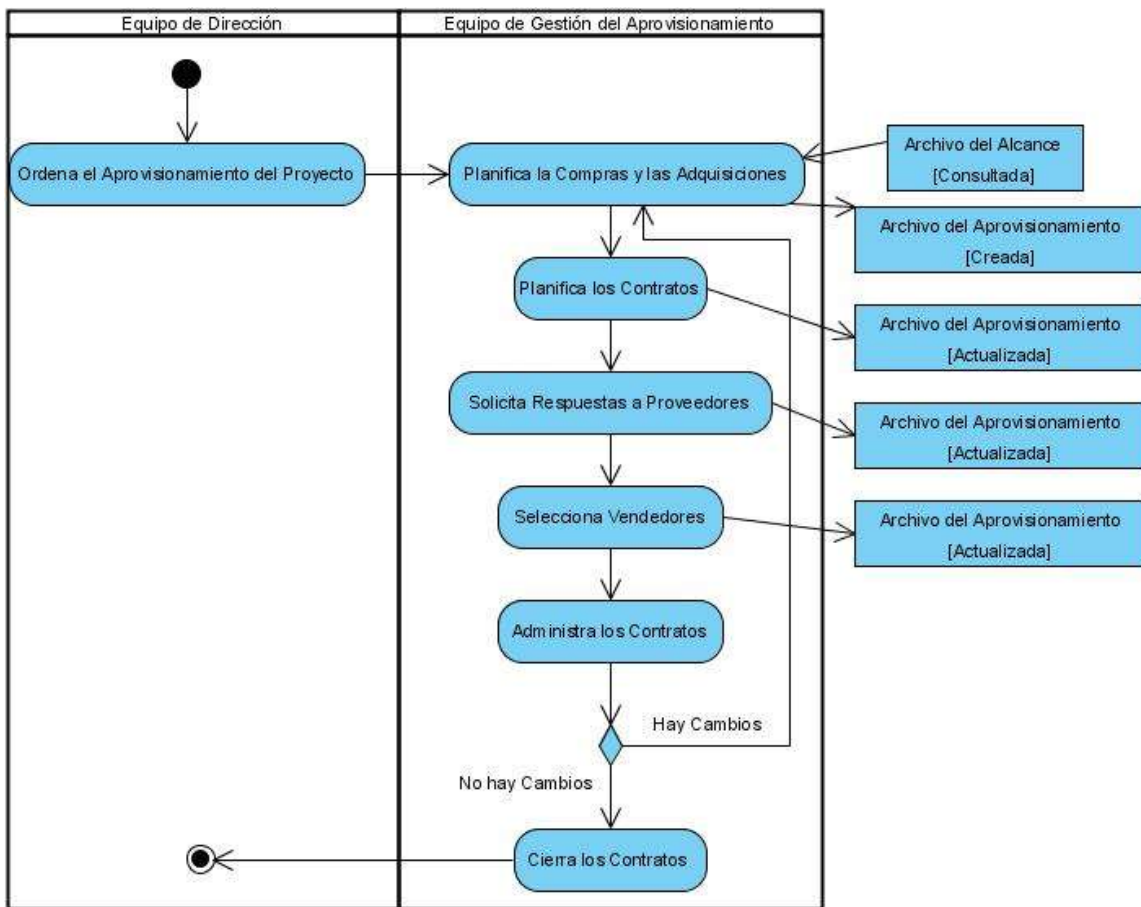 Equipo de Dirección
Equipo de Gestión del Aprovisionamiento
Ordena el Aprovisionamiento del Proyecto
Planifica la Compras y las Adquisiciones
Archivo del Alcance
[Consultada]
Archivo del Aprovisionamiento
[Creada]
Planifica los Contratos
Archivo del Aprovisionamiento
[Actualizada]
Solicita Respuestas a Proveedores
Archivo del Aprovisionamiento
[Actualizada]
Selecciona Vendedores
Archivo del Aprovisionamiento
[Actualizada]
Administra los Contratos
Hay Cambios
No hay Cambios
Cierra los Contratos